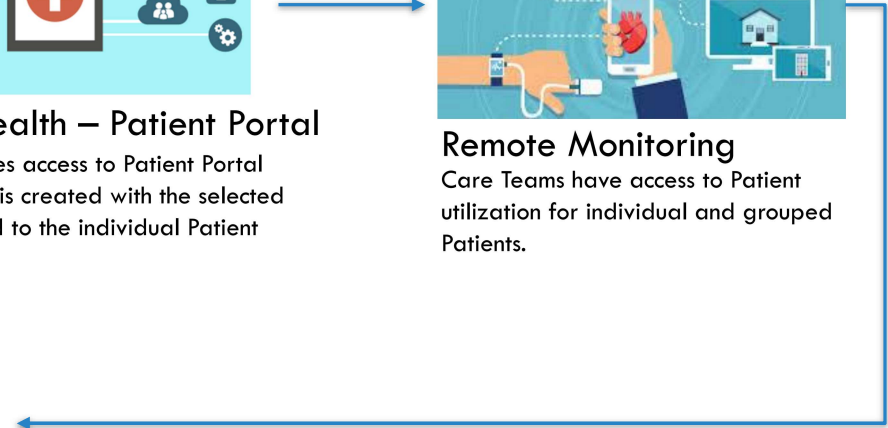 ealth – Patient Portal
es access to Patient Portal
is created with the selected
to the individual Patient
Remote Monitoring
Care Teams have access to Patient
utilization for individual and grouped
Patients.